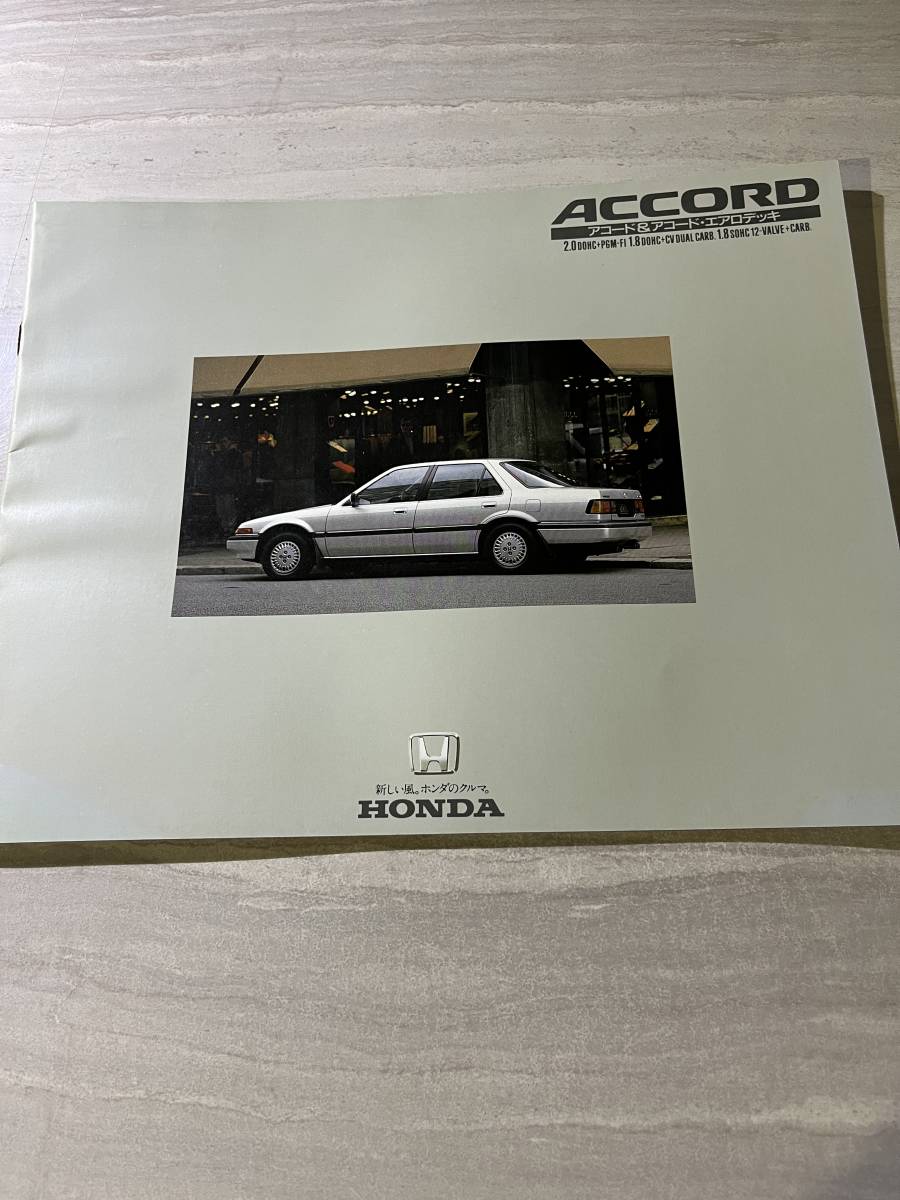 ACCORD
アコード&アコード・エアロデッキ
2.0 DOHC+PGM-FI 1.8 DOHC+CV DUAL CARB. 1.8 SOHC 12-VALVE+CARB.
新しい風。ホンダのクルマ。
HONDA